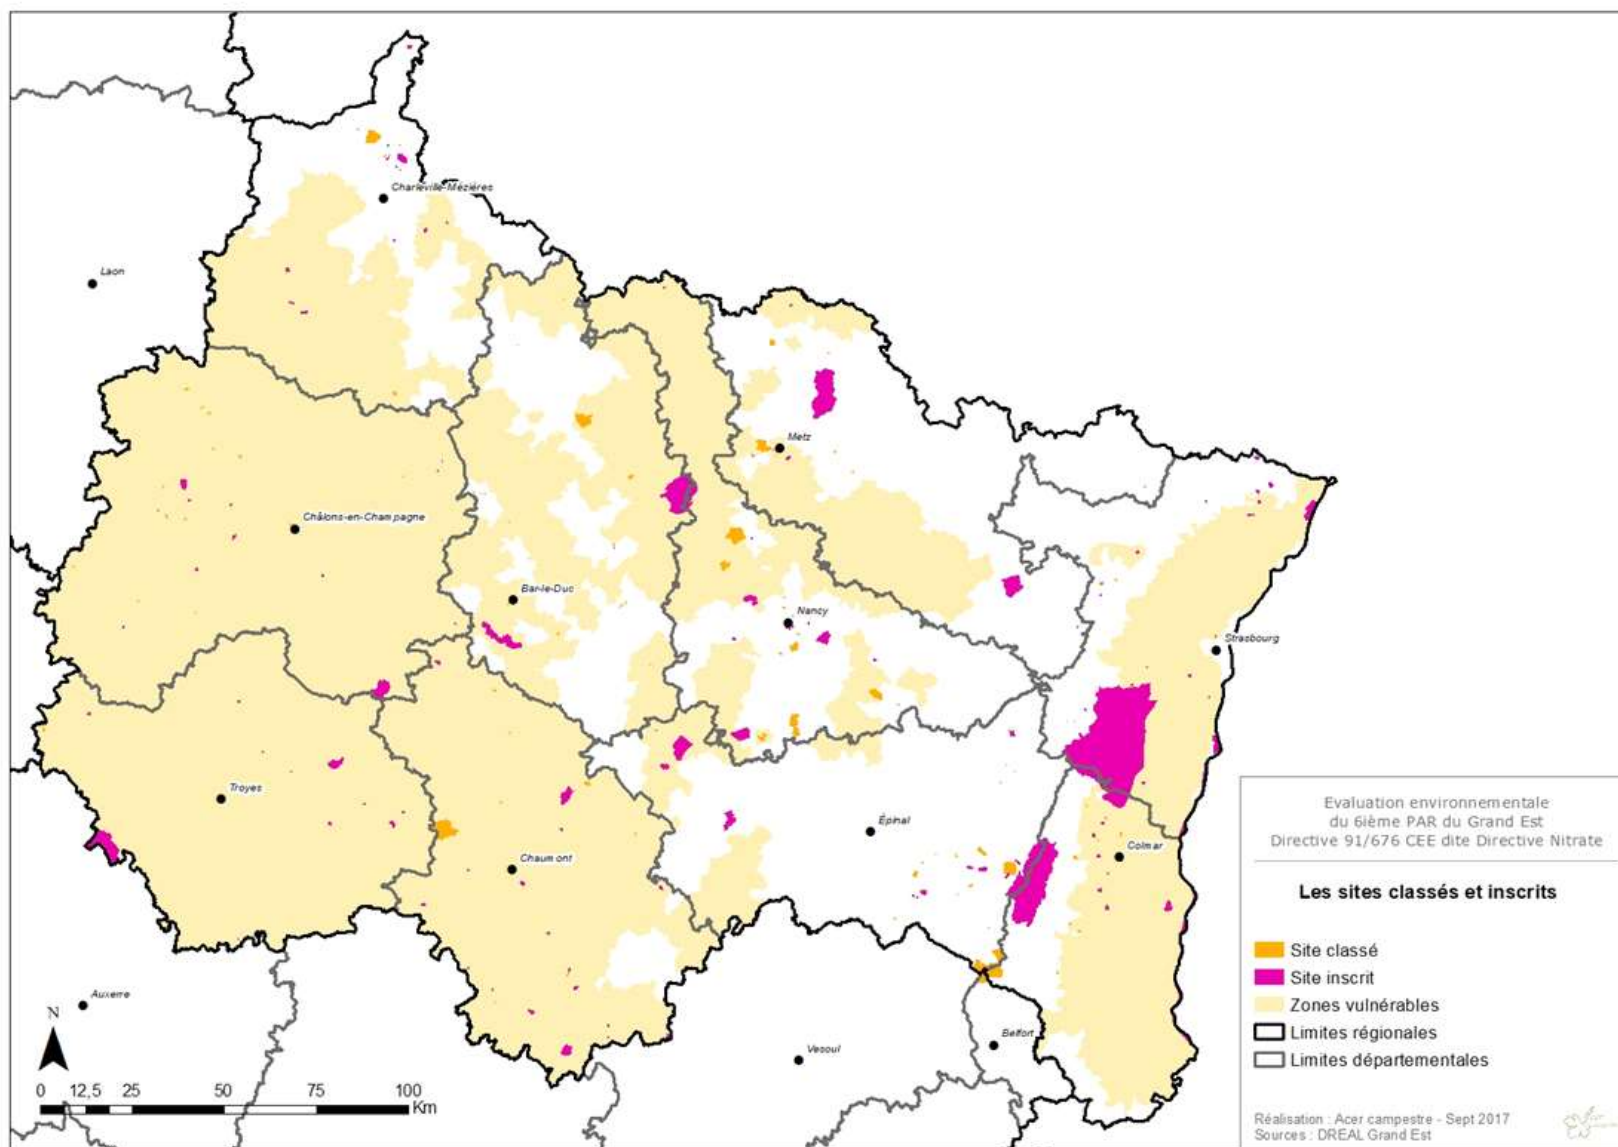 Charleville-Mézières
Laon
Metz
Châlons-en-Champagne
Bar-le-Duc
Nancy
Strasbourg
Troyes
Épinal
Chaumont
Colmar
Auxerre
Vesoul
Belfort
N
0 12,5 25 50 75 100
Km
Evaluation environnementale
du 6ième PAR du Grand Est
Directive 91/676 CEE dite Directive Nitrate
Les sites classés et inscrits
Site classé
Site inscrit
Zones vulnérables
Limites régionales
Limites départementales
Réalisation : Acer campestre - Sept 2017
Sources : DREAL Grand Est